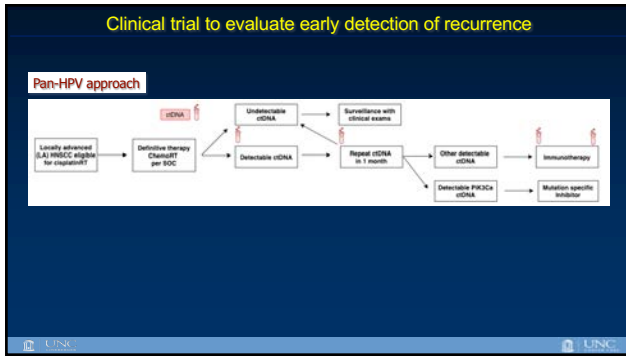 Clinical trial to evaluate early detection of recurrence
Pan-HPV approach
ctDNA
Undetectable
ctDNA
Surveillance with
clinical exams
Locally advanced
(LA) HNSCC eligible
for cisplatin/RT
Definitive therapy
ChemoRT
per SOC
Detectable ctDNA
Repeat ctDNA
in 1 month
Other detectable
ctDNA
Immunotherapy
Detectable PIK3Ca
ctDNA
Mutation specific
inhibitor
UNC
UNC